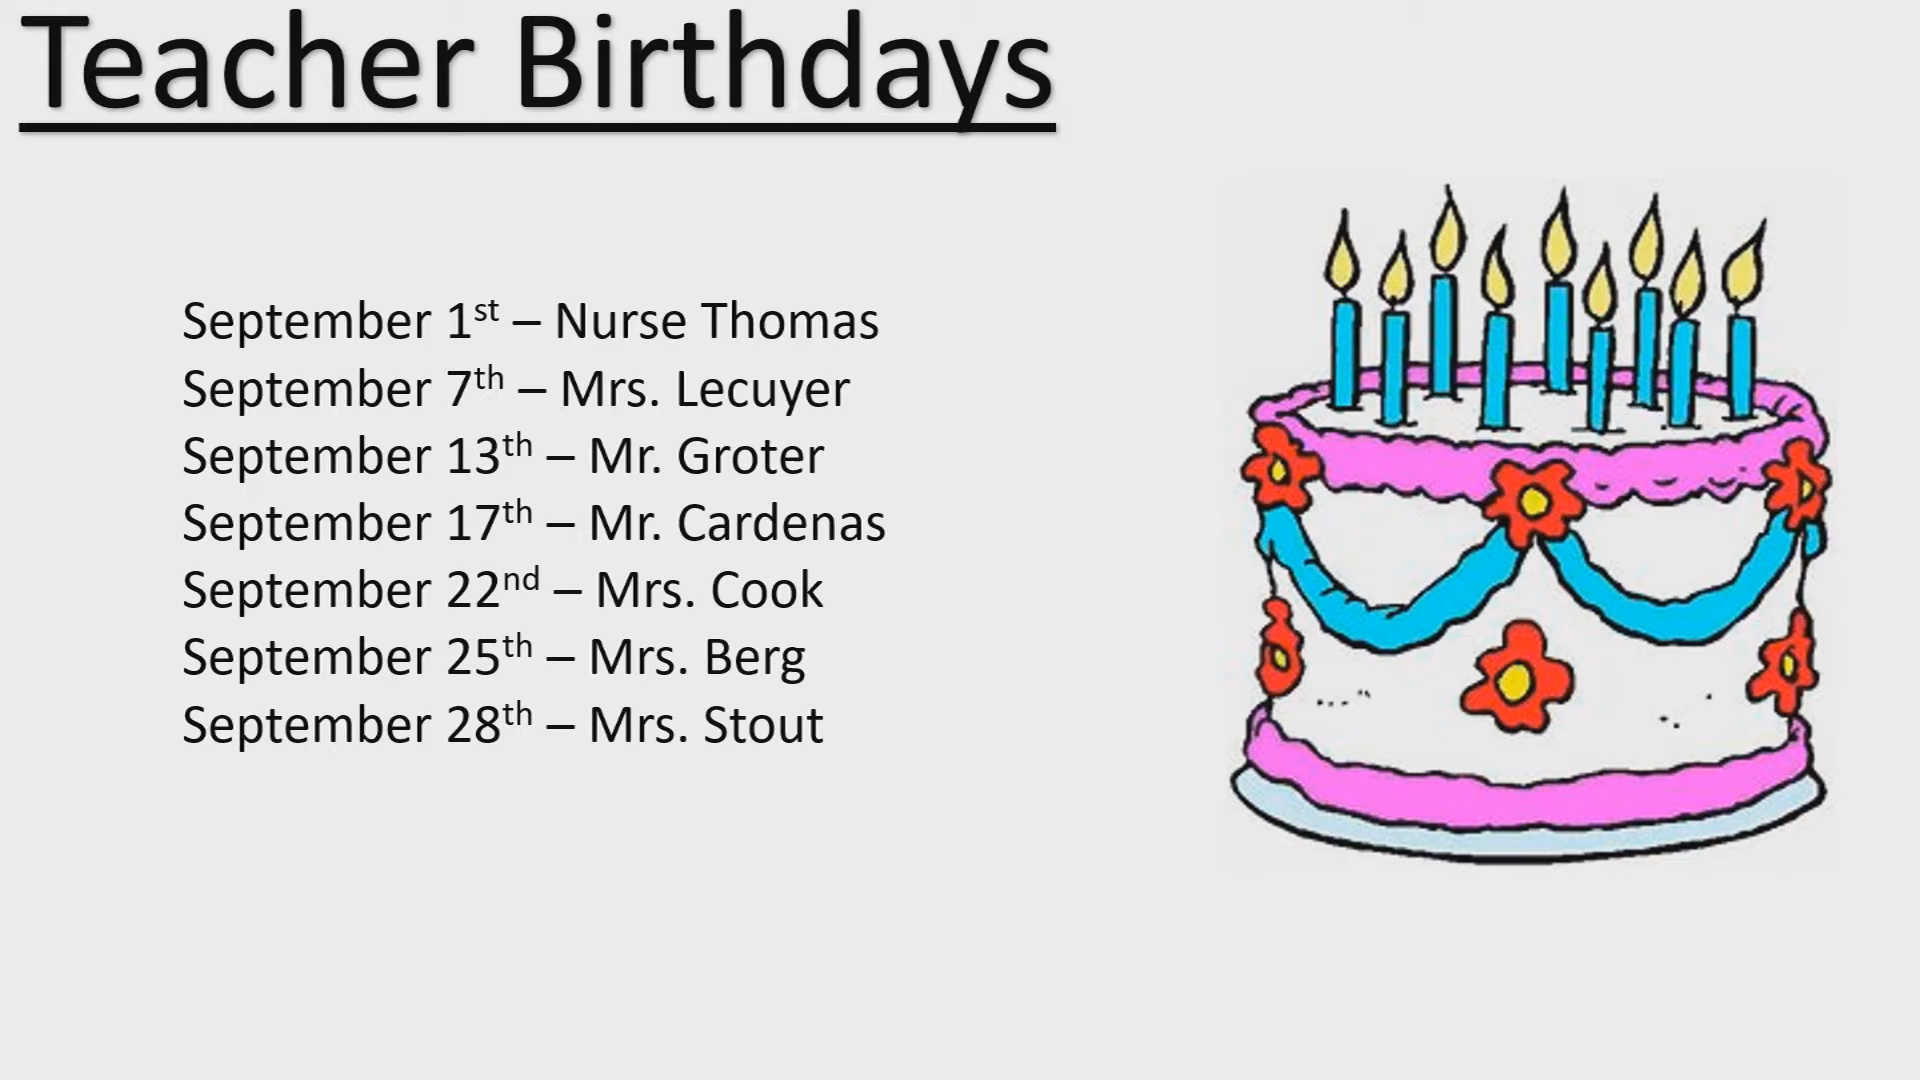 Teacher Birthdays
September 1st – Nurse Thomas
September 7th – Mrs. Lecuyer
September 13th – Mr. Groter
September 17th – Mr. Cardenas
September 22nd – Mrs. Cook
September 25th – Mrs. Berg
September 28th – Mrs. Stout